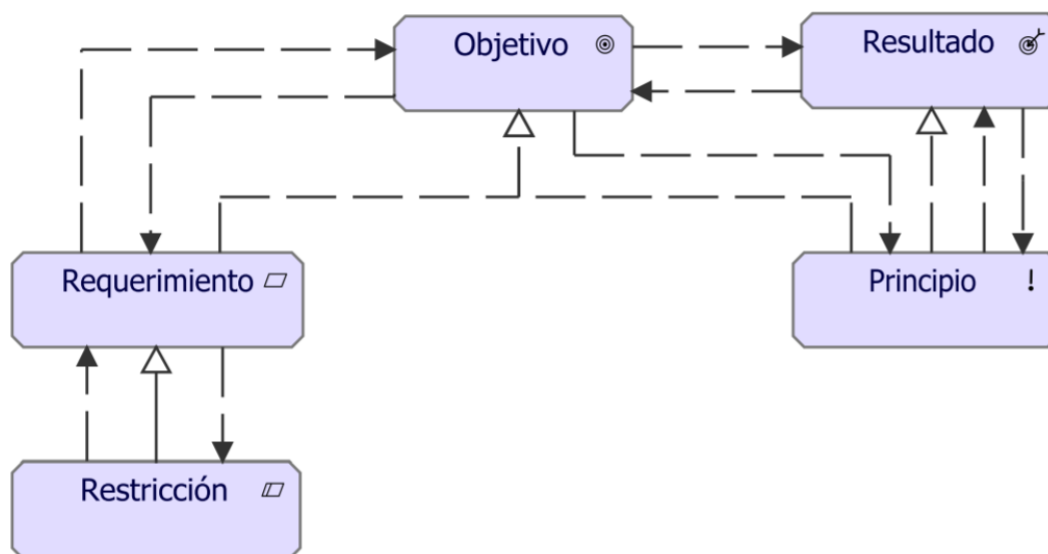 Objetivo
Resultado
Requerimiento
Principio
Restricción